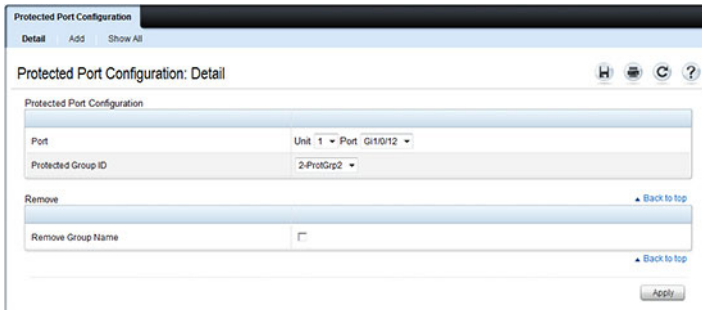 Protected Port Configuration
Detail Add Show All
Protected Port Configuration: Detail
Protected Port Configuration
Port Unit 1 Port Gi1/0/12
Protected Group ID 2-ProtGrp2
Remove ▲ Back to top
Remove Group Name
▲ Back to top
Apply